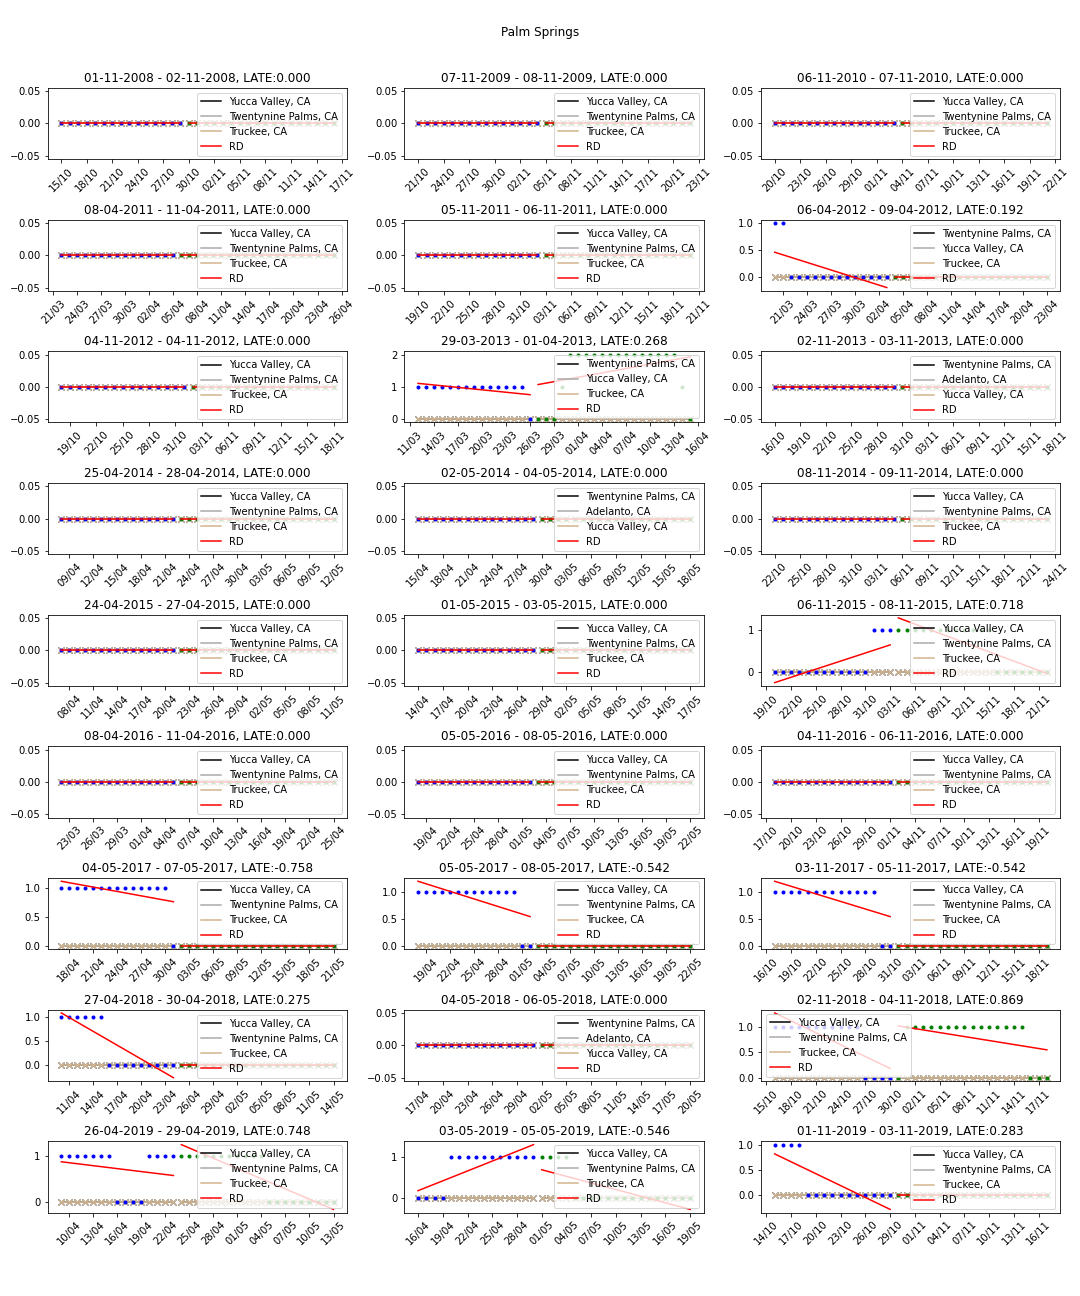 Palm Springs
01-11-2008 - 02-11-2008, LATE:0.000
0.05
0.00
−0.05
Yucca Valley, CA
Twentynine Palms, CA
Truckee, CA
RD
15/10 18/10 21/10 24/10 27/10 30/10 02/11 05/11 08/11 11/11 14/11 17/11
07-11-2009 - 08-11-2009, LATE:0.000
0.05
0.00
−0.05
Yucca Valley, CA
Twentynine Palms, CA
Truckee, CA
RD
21/10 24/10 27/10 30/10 02/11 05/11 08/11 11/11 14/11 17/11 20/11 23/11
06-11-2010 - 07-11-2010, LATE:0.000
0.05
0.00
−0.05
Yucca Valley, CA
Twentynine Palms, CA
Truckee, CA
RD
20/10 23/10 26/10 29/10 01/11 04/11 07/11 10/11 13/11 16/11 19/11 22/11
08-04-2011 - 11-04-2011, LATE:0.000
0.05
0.00
−0.05
Yucca Valley, CA
Twentynine Palms, CA
Truckee, CA
RD
21/03 24/03 27/03 30/03 02/04 05/04 08/04 11/04 14/04 17/04 20/04 23/04 26/04
05-11-2011 - 06-11-2011, LATE:0.000
0.05
0.00
−0.05
Yucca Valley, CA
Twentynine Palms, CA
Truckee, CA
RD
19/10 22/10 25/10 28/10 31/10 03/11 06/11 09/11 12/11 15/11 18/11 21/11
06-04-2012 - 09-04-2012, LATE:0.192
1.0
0.5
0.0
Twentynine Palms, CA
Yucca Valley, CA
Truckee, CA
RD
21/03 24/03 27/03 30/03 02/04 05/04 08/04 11/04 14/04 17/04 20/04 23/04
04-11-2012 - 04-11-2012, LATE:0.000
0.05
0.00
−0.05
Yucca Valley, CA
Twentynine Palms, CA
Truckee, CA
RD
19/10 22/10 25/10 28/10 31/10 03/11 06/11 09/11 12/11 15/11 18/11
29-03-2013 - 01-04-2013, LATE:0.268
2
1
0
Twentynine Palms, CA
Yucca Valley, CA
Truckee, CA
RD
11/03 14/03 17/03 20/03 23/03 26/03 29/03 01/04 04/04 07/04 10/04 13/04 16/04
02-11-2013 - 03-11-2013, LATE:0.000
0.05
0.00
−0.05
Twentynine Palms, CA
Adelanto, CA
Yucca Valley, CA
RD
16/10 19/10 22/10 25/10 28/10 31/10 03/11 06/11 09/11 12/11 15/11 18/11
25-04-2014 - 28-04-2014, LATE:0.000
0.05
0.00
−0.05
Yucca Valley, CA
Twentynine Palms, CA
Truckee, CA
RD
09/04 12/04 15/04 18/04 21/04 24/04 27/04 30/04 03/05 06/05 09/05 12/05
02-05-2014 - 04-05-2014, LATE:0.000
0.05
0.00
−0.05
Twentynine Palms, CA
Adelanto, CA
Yucca Valley, CA
RD
15/04 18/04 21/04 24/04 27/04 30/04 03/05 06/05 09/05 12/05 15/05 18/05
08-11-2014 - 09-11-2014, LATE:0.000
0.05
0.00
−0.05
Yucca Valley, CA
Twentynine Palms, CA
Truckee, CA
RD
22/10 25/10 28/10 31/10 03/11 06/11 09/11 12/11 15/11 18/11 21/11 24/11
24-04-2015 - 27-04-2015, LATE:0.000
0.05
0.00
−0.05
Yucca Valley, CA
Twentynine Palms, CA
Truckee, CA
RD
08/04 11/04 14/04 17/04 20/04 23/04 26/04 29/04 02/05 05/05 08/05 11/05
01-05-2015 - 03-05-2015, LATE:0.000
0.05
0.00
−0.05
Yucca Valley, CA
Twentynine Palms, CA
Truckee, CA
RD
14/04 17/04 20/04 23/04 26/04 29/04 02/05 05/05 08/05 11/05 14/05 17/05
06-11-2015 - 08-11-2015, LATE:0.718
1
0
Yucca Valley, CA
Twentynine Palms, CA
Truckee, CA
RD
19/10 22/10 25/10 28/10 31/10 03/11 06/11 09/11 12/11 15/11 18/11 21/11
08-04-2016 - 11-04-2016, LATE:0.000
0.05
0.00
−0.05
Yucca Valley, CA
Twentynine Palms, CA
Truckee, CA
RD
23/03 26/03 29/03 01/04 04/04 07/04 10/04 13/04 16/04 19/04 22/04 25/04
05-05-2016 - 08-05-2016, LATE:0.000
0.05
0.00
−0.05
Yucca Valley, CA
Twentynine Palms, CA
Truckee, CA
RD
19/04 22/04 25/04 28/04 01/05 04/05 07/05 10/05 13/05 16/05 19/05 22/05
04-11-2016 - 06-11-2016, LATE:0.000
0.05
0.00
−0.05
Yucca Valley, CA
Twentynine Palms, CA
Truckee, CA
RD
17/10 20/10 23/10 26/10 29/10 01/11 04/11 07/11 10/11 13/11 16/11 19/11
04-05-2017 - 07-05-2017, LATE:-0.758
1.0
0.5
0.0
Yucca Valley, CA
Twentynine Palms, CA
Truckee, CA
RD
18/04 21/04 24/04 27/04 30/04 03/05 06/05 09/05 12/05 15/05 18/05 21/05
05-05-2017 - 08-05-2017, LATE:-0.542
1.0
0.5
0.0
Yucca Valley, CA
Twentynine Palms, CA
Truckee, CA
RD
19/04 22/04 25/04 28/04 01/05 04/05 07/05 10/05 13/05 16/05 19/05 22/05
03-11-2017 - 05-11-2017, LATE:-0.542
1.0
0.5
0.0
Yucca Valley, CA
Twentynine Palms, CA
Truckee, CA
RD
16/10 19/10 22/10 25/10 28/10 31/10 03/11 06/11 09/11 12/11 15/11 18/11
27-04-2018 - 30-04-2018, LATE:0.275
1.0
0.5
0.0
Yucca Valley, CA
Twentynine Palms, CA
Truckee, CA
RD
11/04 14/04 17/04 20/04 23/04 26/04 29/04 02/05 05/05 08/05 11/05 14/05
04-05-2018 - 06-05-2018, LATE:0.000
0.05
0.00
−0.05
Twentynine Palms, CA
Adelanto, CA
Yucca Valley, CA
RD
17/04 20/04 23/04 26/04 29/04 02/05 05/05 08/05 11/05 14/05 17/05 20/05
02-11-2018 - 04-11-2018, LATE:0.869
1.0
0.5
0.0
Yucca Valley, CA
Twentynine Palms, CA
Truckee, CA
RD
15/10 18/10 21/10 24/10 27/10 30/10 02/11 05/11 08/11 11/11 14/11 17/11
26-04-2019 - 29-04-2019, LATE:0.748
1
0
Yucca Valley, CA
Twentynine Palms, CA
Truckee, CA
RD
10/04 13/04 16/04 19/04 22/04 25/04 28/04 01/05 04/05 07/05 10/05 13/05
03-05-2019 - 05-05-2019, LATE:-0.546
1
0
Yucca Valley, CA
Twentynine Palms, CA
Truckee, CA
RD
16/04 19/04 22/04 25/04 28/04 01/05 04/05 07/05 10/05 13/05 16/05 19/05
01-11-2019 - 03-11-2019, LATE:0.283
1.0
0.5
0.0
Yucca Valley, CA
Twentynine Palms, CA
Truckee, CA
RD
14/10 17/10 20/10 23/10 26/10 29/10 01/11 04/11 07/11 10/11 13/11 16/11